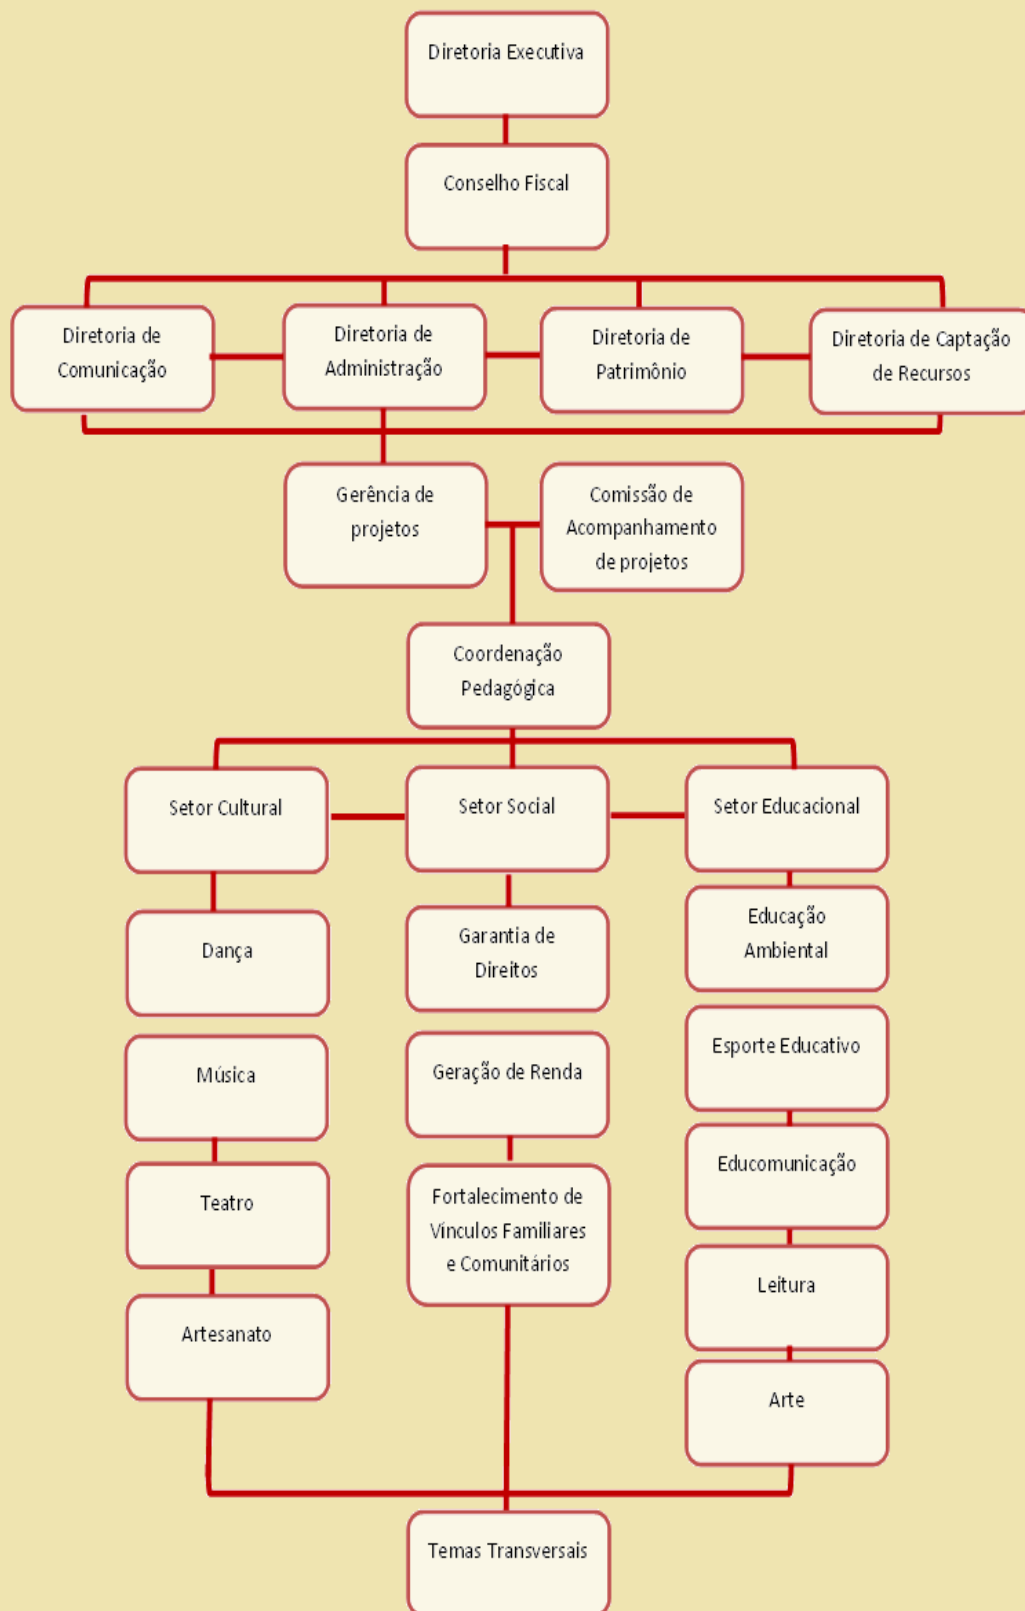 Diretoria Executiva
Conselho Fiscal
Diretoria de
Comunicação
Diretoria de
Administração
Diretoria de
Patrimônio
Diretoria de Captação
de Recursos
Gerência de
projetos
Comissão de
Acompanhamento
de projetos
Coordenação
Pedagógica
Setor Cultural
Setor Social
Setor Educacional
Dança
Garantia de
Direitos
Educação
Ambiental
Música
Geração de Renda
Esporte Educativo
Teatro
Fortalecimento de
Vínculos Familiares
e Comunitários
Educomunicação
Artesanato
Leitura
Arte
Temas Transversais